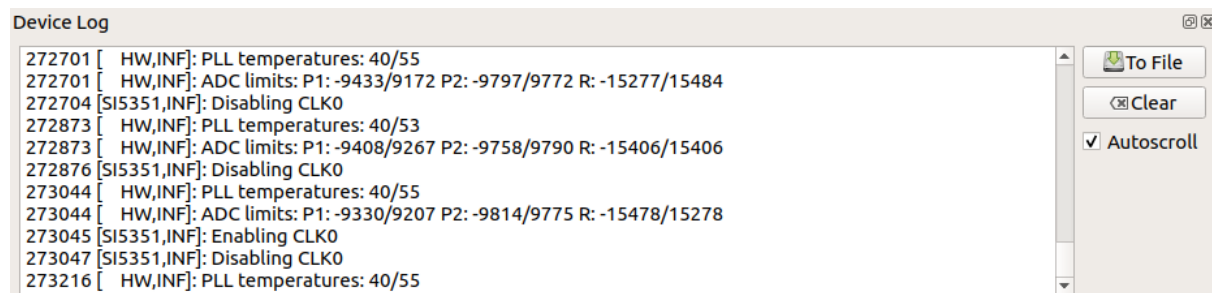 Device Log
272701 [    HW,INF]: PLL temperatures: 40/55
272701 [    HW,INF]: ADC limits: P1: -9433/9172 P2: -9797/9772 R: -15277/15484
272704 [SI5351,INF]: Disabling CLK0
272873 [    HW,INF]: PLL temperatures: 40/53
272873 [    HW,INF]: ADC limits: P1: -9408/9267 P2: -9758/9790 R: -15406/15406
272876 [SI5351,INF]: Disabling CLK0
273044 [    HW,INF]: PLL temperatures: 40/55
273044 [    HW,INF]: ADC limits: P1: -9330/9207 P2: -9814/9775 R: -15478/15278
273045 [SI5351,INF]: Enabling CLK0
273047 [SI5351,INF]: Disabling CLK0
273216 [    HW,INF]: PLL temperatures: 40/55
To File
Clear
Autoscroll